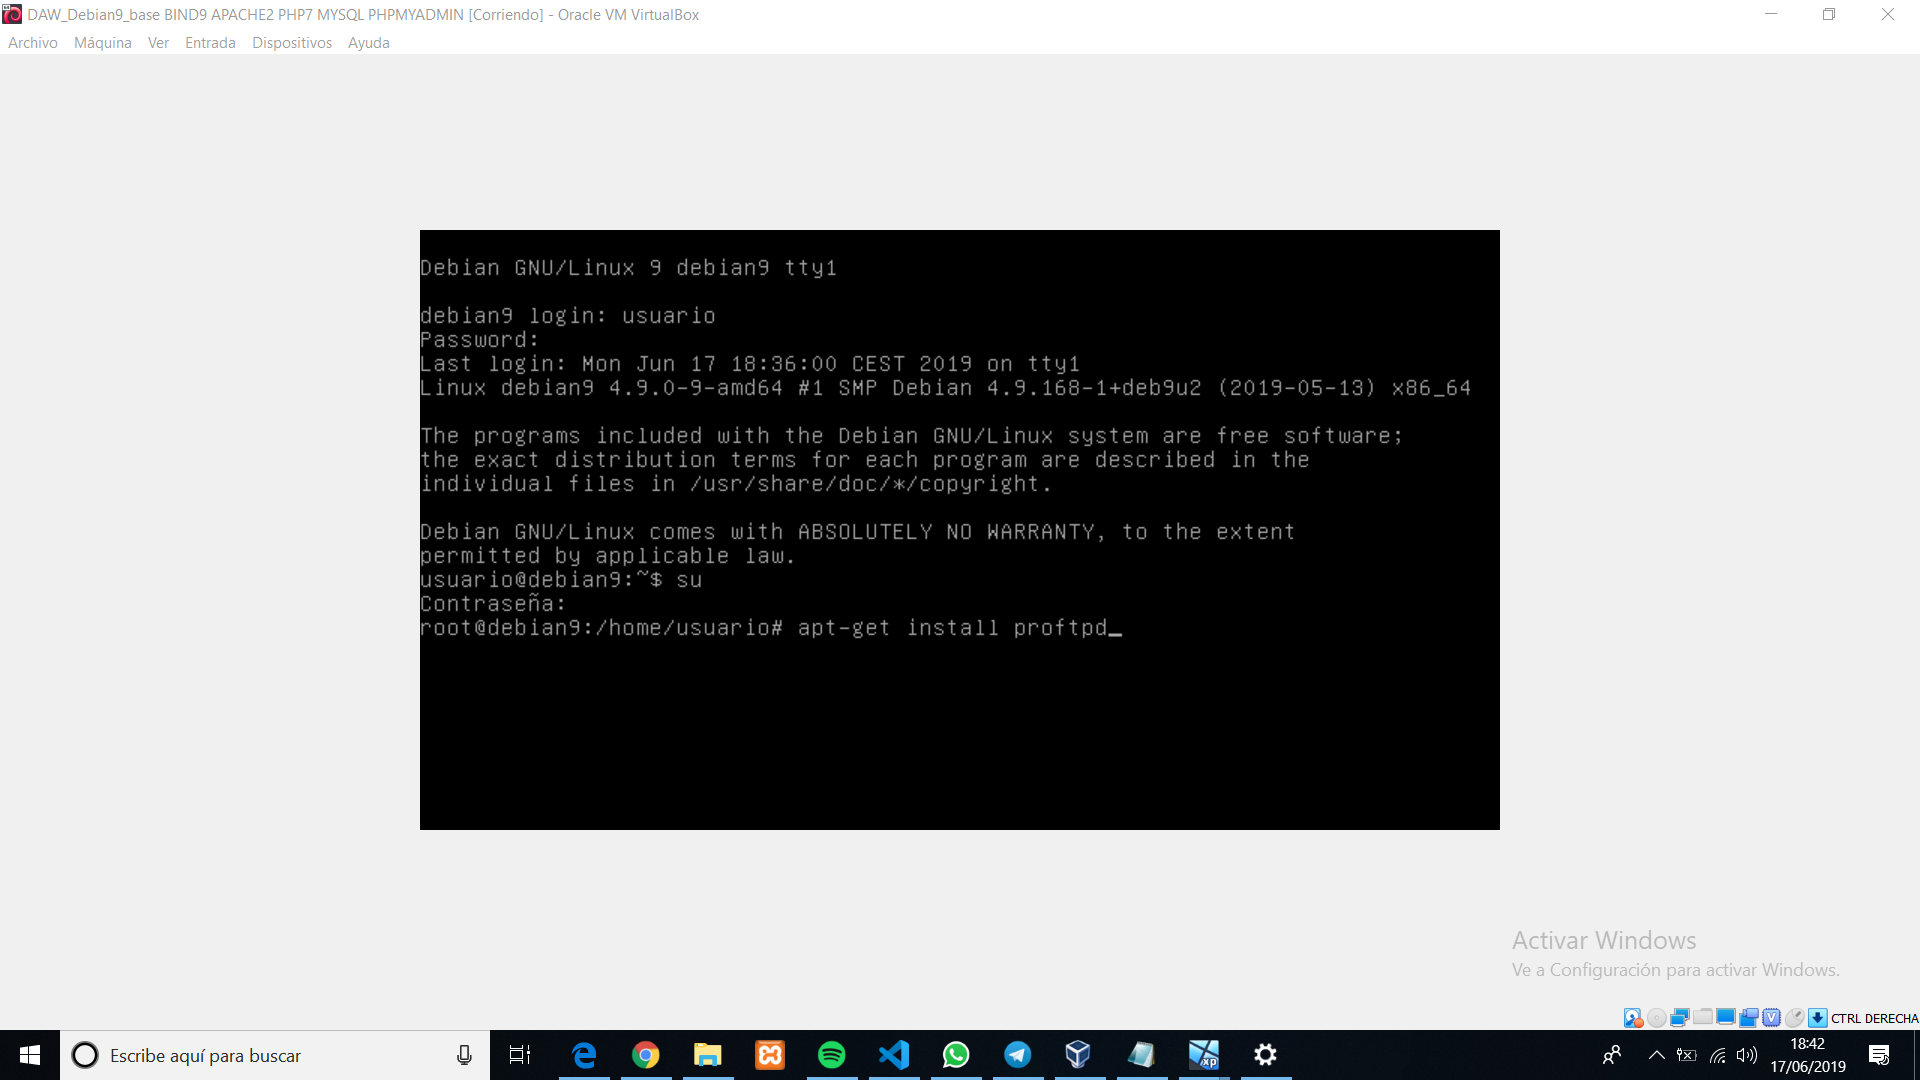 DAW_Debian9_base BIND9 APACHE2 PHP7 MYSQL PHPMYADMIN [Corriendo] - Oracle VM VirtualBox
Archivo Máquina Ver Entrada Dispositivos Ayuda
Debian GNU/Linux 9 debian9 tty1
debian9 login: usuario
Password:
Last login: Mon Jun 17 18:36:00 CEST 2019 on tty1
Linux debian9 4.9.0-9-amd64 #1 SMP Debian 4.9.168-1+deb9u2 (2019-05-13) x86_64
The programs included with the Debian GNU/Linux system are free software;
the exact distribution terms for each program are described in the
individual files in /usr/share/doc/*/copyright.
Debian GNU/Linux comes with ABSOLUTELY NO WARRANTY, to the extent
permitted by applicable law.
usuario@debian9:~$ su
Contraseña:
root@debian9:/home/usuario# apt-get install proftpd_
Activar Windows
Ve a Configuración para activar Windows.
CTRL DERECHA
Escribe aquí para buscar
18:42
17/06/2019